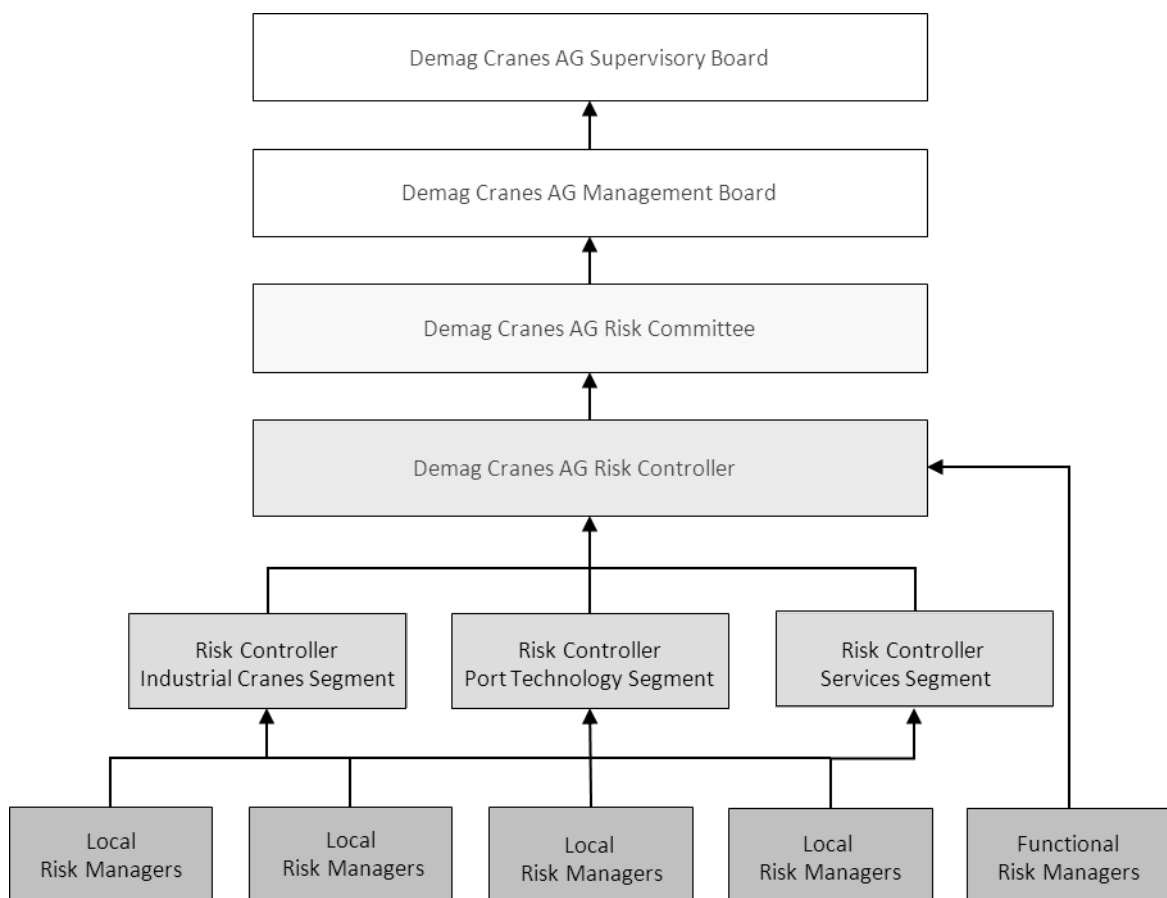 Demag Cranes AG Supervisory Board
Demag Cranes AG Management Board
Demag Cranes AG Risk Committee
Demag Cranes AG Risk Controller
Risk Controller
Industrial Cranes Segment
Risk Controller
Port Technology Segment
Risk Controller
Services Segment
Local
Risk Managers
Local
Risk Managers
Local
Risk Managers
Local
Risk Managers
Functional
Risk Managers